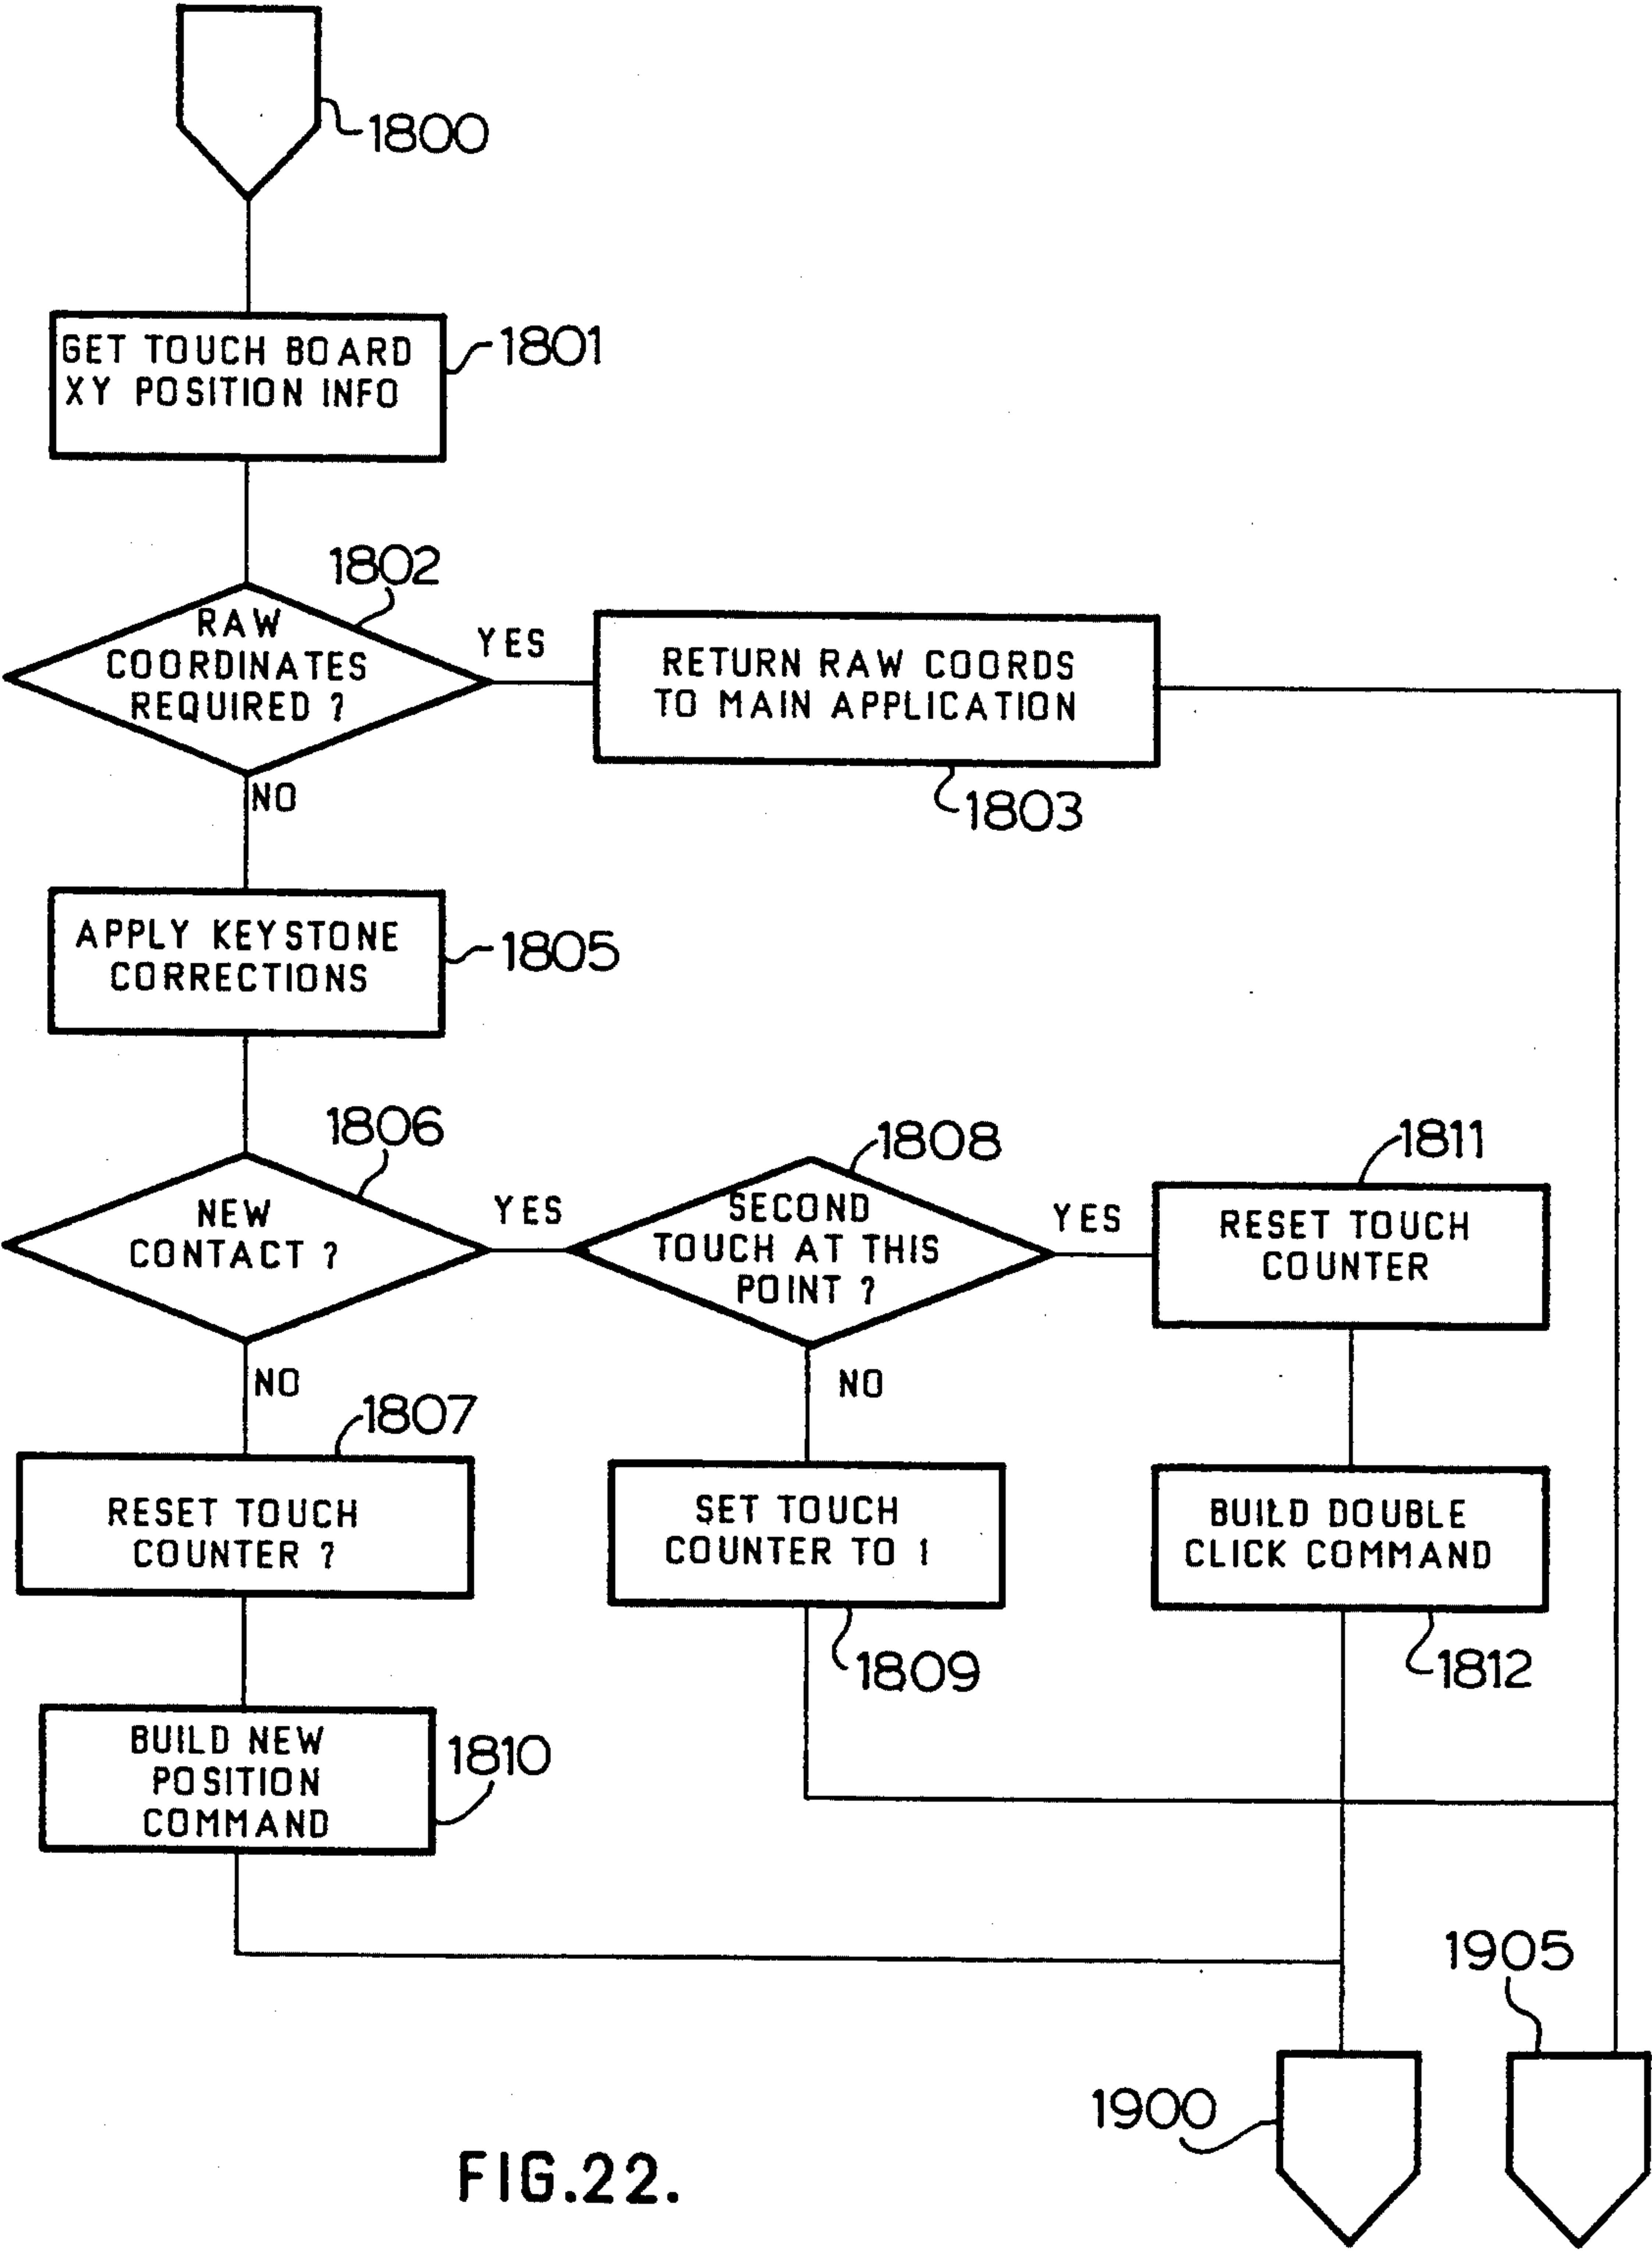 1800
GET TOUCH BOARD
XY POSITION INFO
1801
1802
RAW
COORDINATES
REQUIRED ?
YES
RETURN RAW COORDS
TO MAIN APPLICATION
1803
NO
APPLY KEYSTONE
CORRECTIONS
1805
1806
NEW
CONTACT ?
YES
1808
SECOND
TOUCH AT THIS
POINT ?
YES
1811
RESET TOUCH
COUNTER
NO
1807
RESET TOUCH
COUNTER ?
NO
SET TOUCH
COUNTER TO 1
1809
BUILD DOUBLE
CLICK COMMAND
1812
BUILD NEW
POSITION
COMMAND
1810
1905
1900
FIG.22.